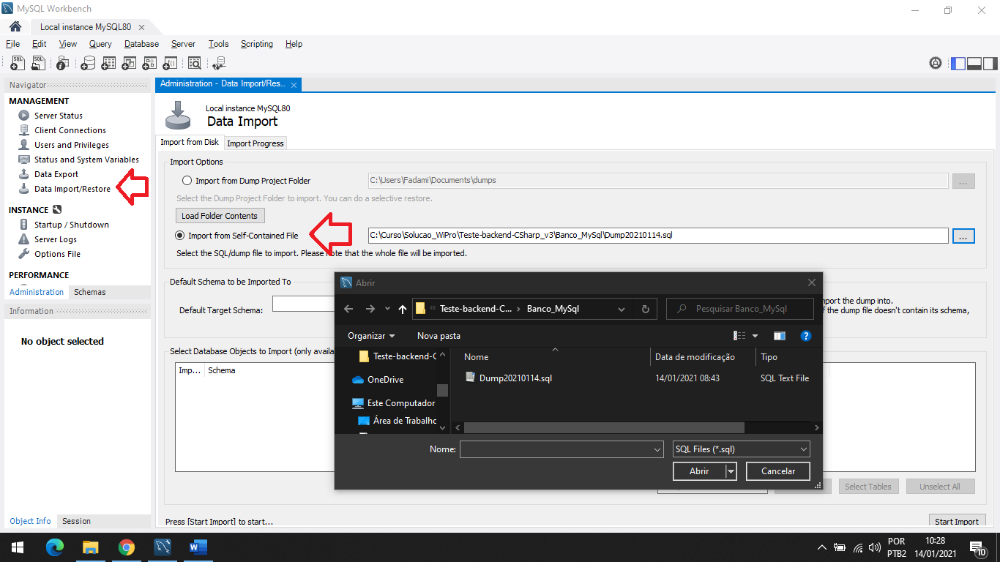 MySQL Workbench
Local instance MySQL80
File Edit View Query Database Server Tools Scripting Help
Navigator
MANAGEMENT
Server Status
Client Connections
Users and Privileges
Status and System Variables
Data Export
Data Import/Restore
INSTANCE
Startup / Shutdown
Server Logs
Options File
PERFORMANCE
Administration Schemas
Information
No object selected
Object Info Session
Administration - Data Import/Res...
Local instance MySQL80
Data Import
Import from Disk Import Progress
Import Options
Import from Dump Project Folder C:\Users\Fadami\Documents\dumps ...
Select the Dump Project Folder to import. You can do a selective restore.
Load Folder Contents
Import from Self-Contained File C:\Curso\Solucao_WiPro\Teste-backend-CSharp_v3\Banco_MySql\Dump20210114.sql ...
Select the SQL/dump file to import. Please note that the whole file will be imported.
Default Schema to be Imported To
Default Target Schema:
the dump into.
the dump file doesn't contain its schema,
Select Database Objects to Import (only
Imp... Schema
Abrir
Teste-backend-C... Banco_MySql Pesquisar Banco_MySql
Organizar Nova pasta
Teste-backend-C
OneDrive
Este Computador
Área de Trabalho
Nome Data de modificação Tipo
Dump20210114.sql 14/01/2021 08:43 SQL Text File
Nome: SQL Files (*.sql)
Abrir Cancelar
Select Tables Unselect All
Press [Start Import] to start... Start Import
POR
PTB2
10:28
14/01/2021
10